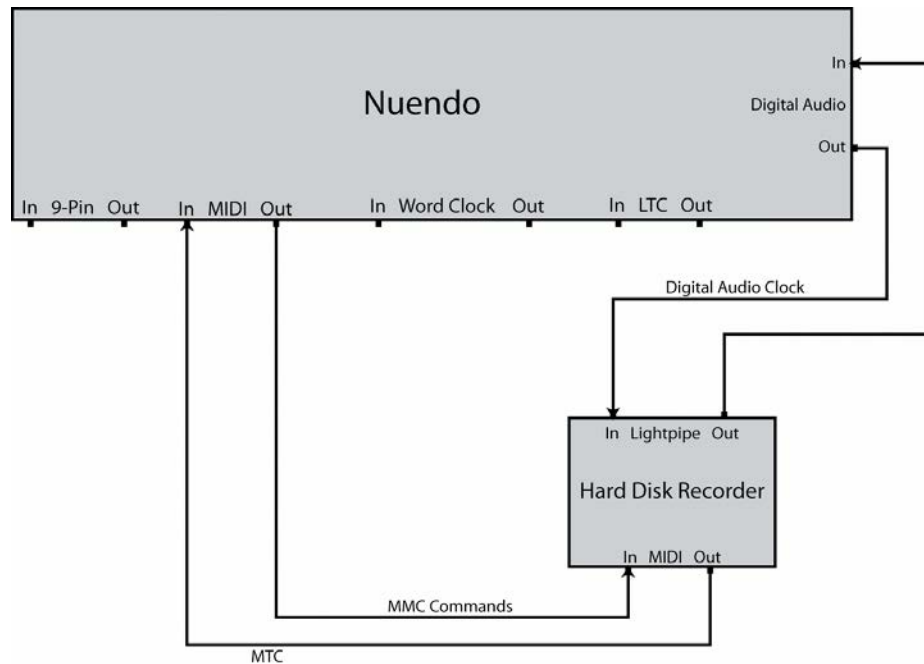 In
Nuendo
Digital Audio
Out
In 9-Pin Out In MIDI Out In Word Clock Out In LTC Out
Digital Audio Clock
In Lightpipe Out
Hard Disk Recorder
In MIDI Out
MMC Commands
MTC